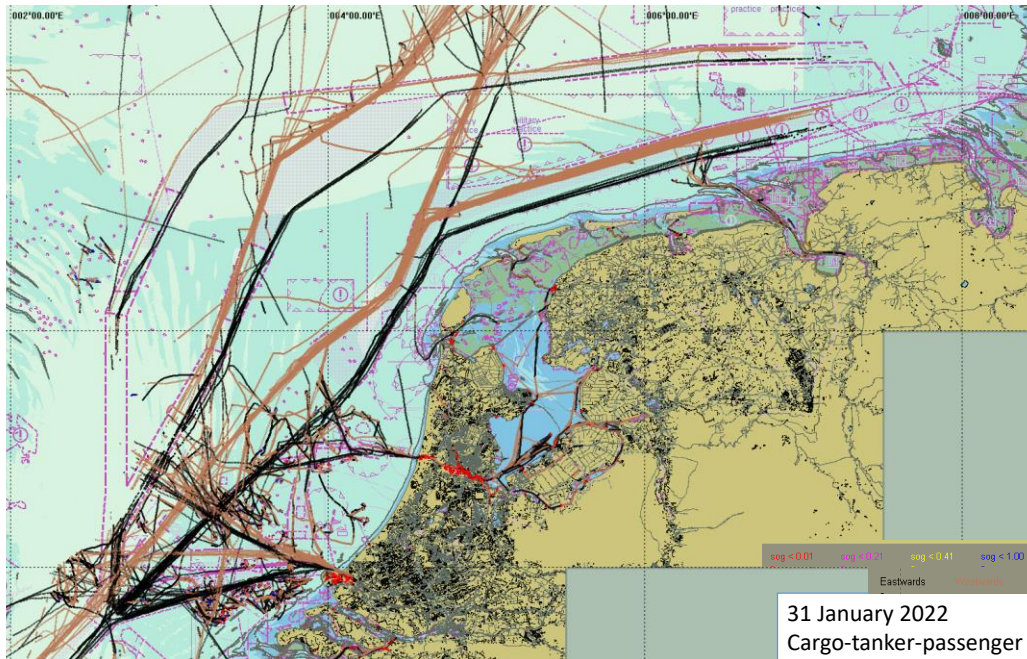 002°00.00'E
004°00.00'E
006°00.00'E
008°00.00'E
practice
practice
military
practice
sog < 0.01
sog < 0.21
sog < 0.41
sog < 1.00
Eastwards
Westwards
31 January 2022
Cargo-tanker-passenger